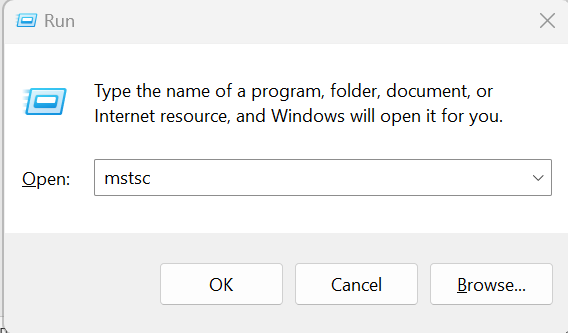 Run
Type the name of a program, folder, document, or
Internet resource, and Windows will open it for you.
Open: mstsc
OK Cancel Browse...